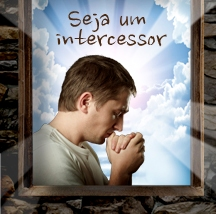 Seja um
intercessor